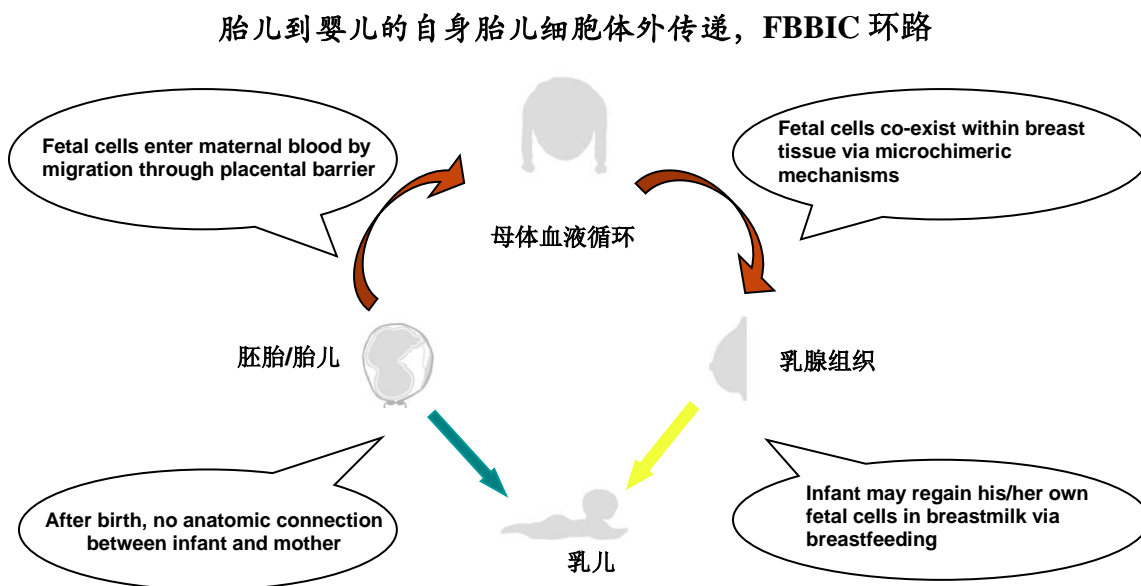 胎儿到婴儿的自身胎儿细胞体外传递，FBBIC 环路
Fetal cells enter maternal blood by
migration through placental barrier
Fetal cells co-exist within breast
tissue via microchimeric
mechanisms
母体血液循环
胚胎/胎儿
乳腺组织
After birth, no anatomic connection
between infant and mother
Infant may regain his/her own
fetal cells in breastmilk via
breastfeeding
乳儿